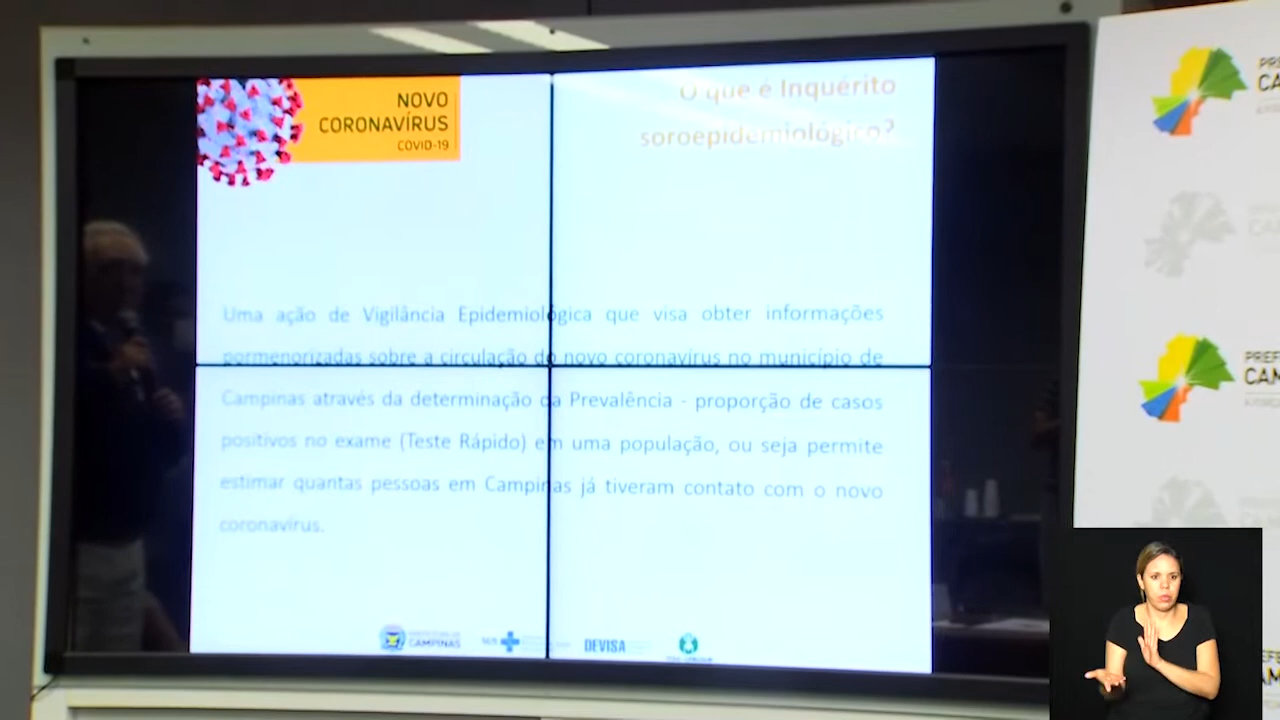 NOVO
CORONAVÍRUS
COVID-19
O que é Inquérito
soroepidemiológico?
Uma ação de Vigilância Epidemiológica que visa obter informações
pormenorizadas sobre a circulação do novo coronavírus no município de
Campinas através da determinação da Prevalência - proporção de casos
positivos no exame (Teste Rápido) em uma população, ou seja permite
estimar quantas pessoas em Campinas já tiveram contato com o novo
coronavírus.
CAMPINAS
DEVISA
PREF
CAM